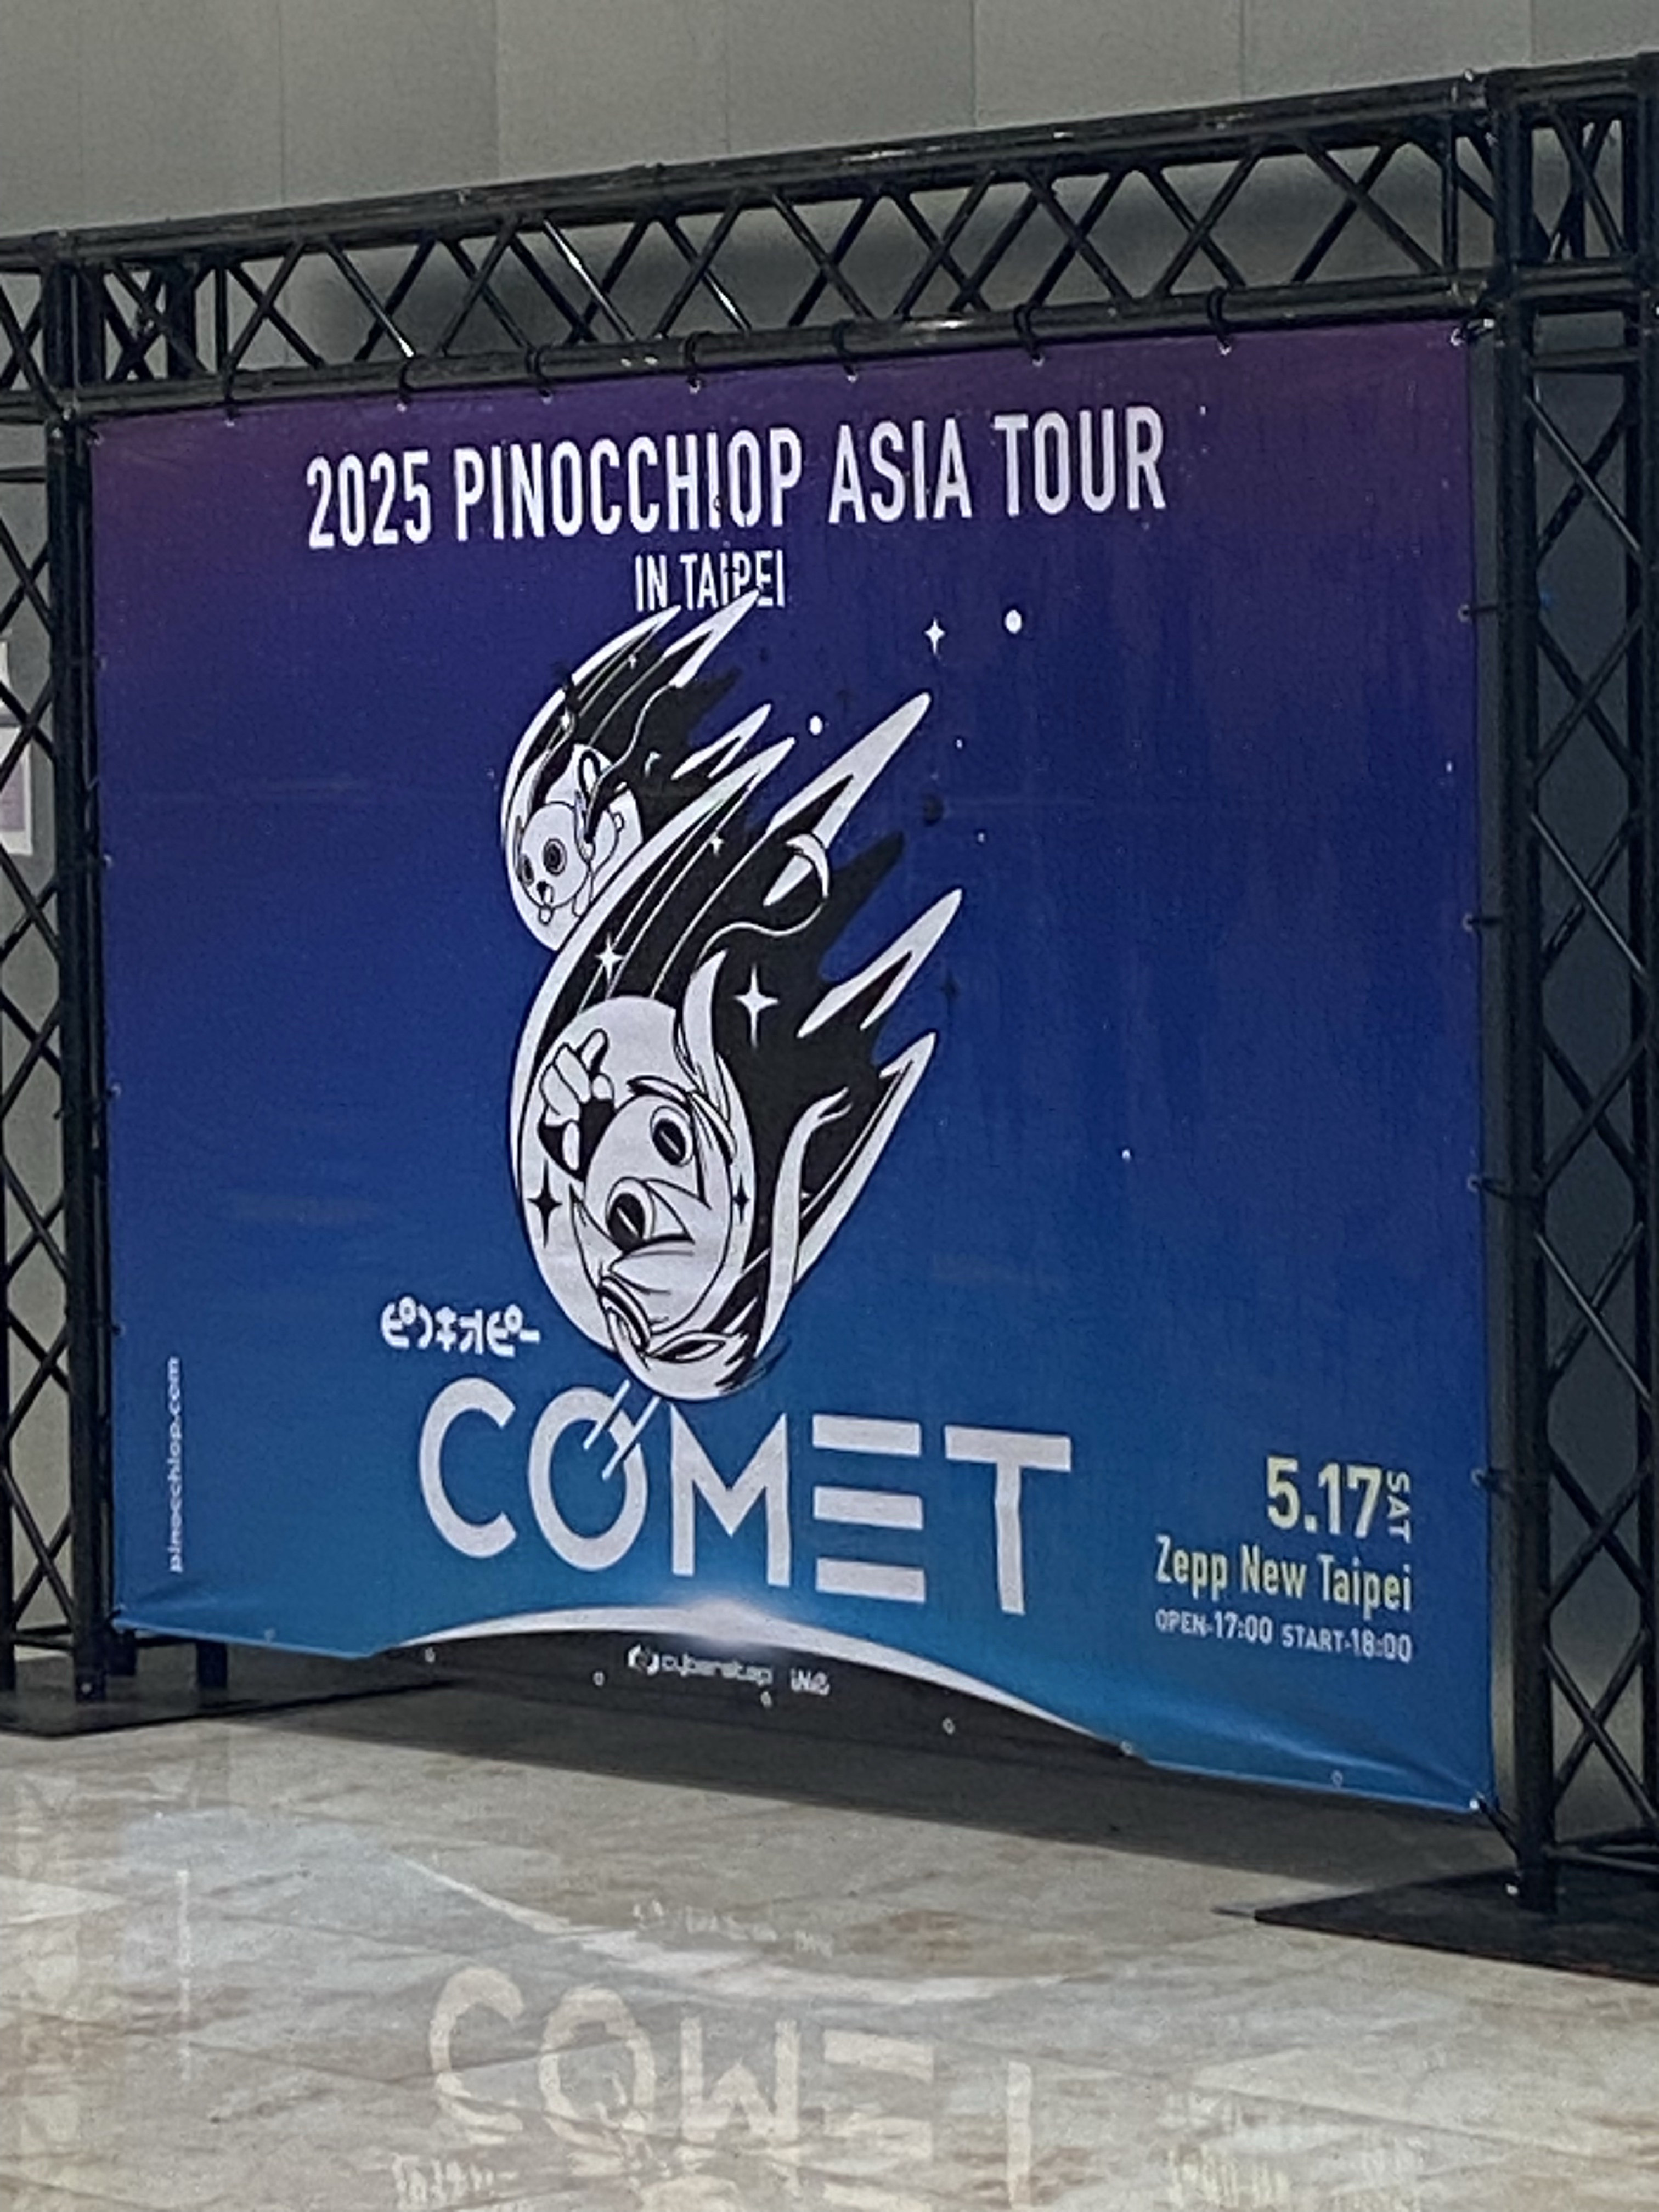 2025 PINOCCHIOP ASIA TOUR
IN TAIPEI
ピノキオピー
COMET
pinocchiop.com
5.17 SAT
Zepp New Taipei
OPEN-17:00 START-18:00
cyberstep